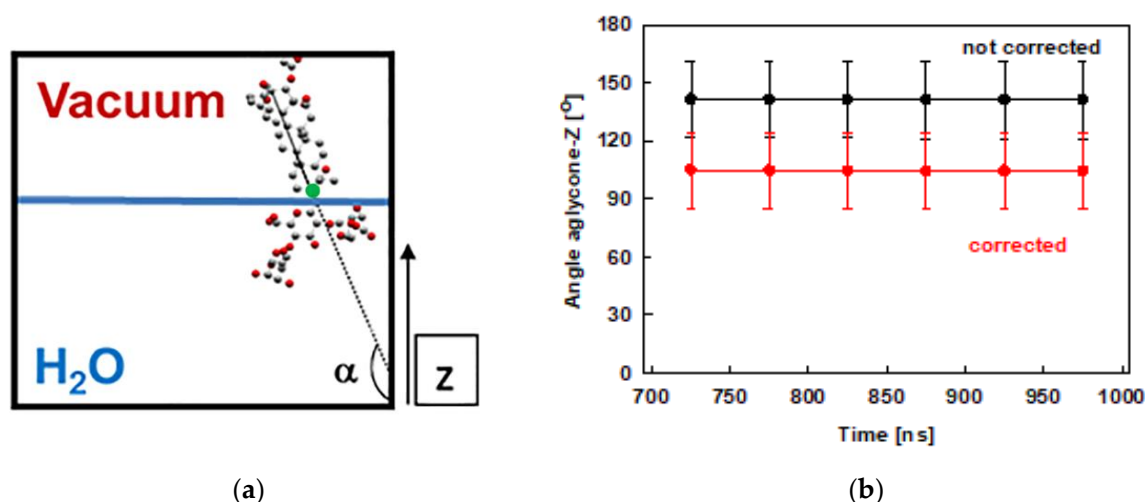 Vacuum
H₂O
α
Z
(a)
Angle aglycone-Z [°]
180
150
120
90
60
30
0
not corrected
corrected
700 750 800 850 900 950 1000
Time [ns]
(b)